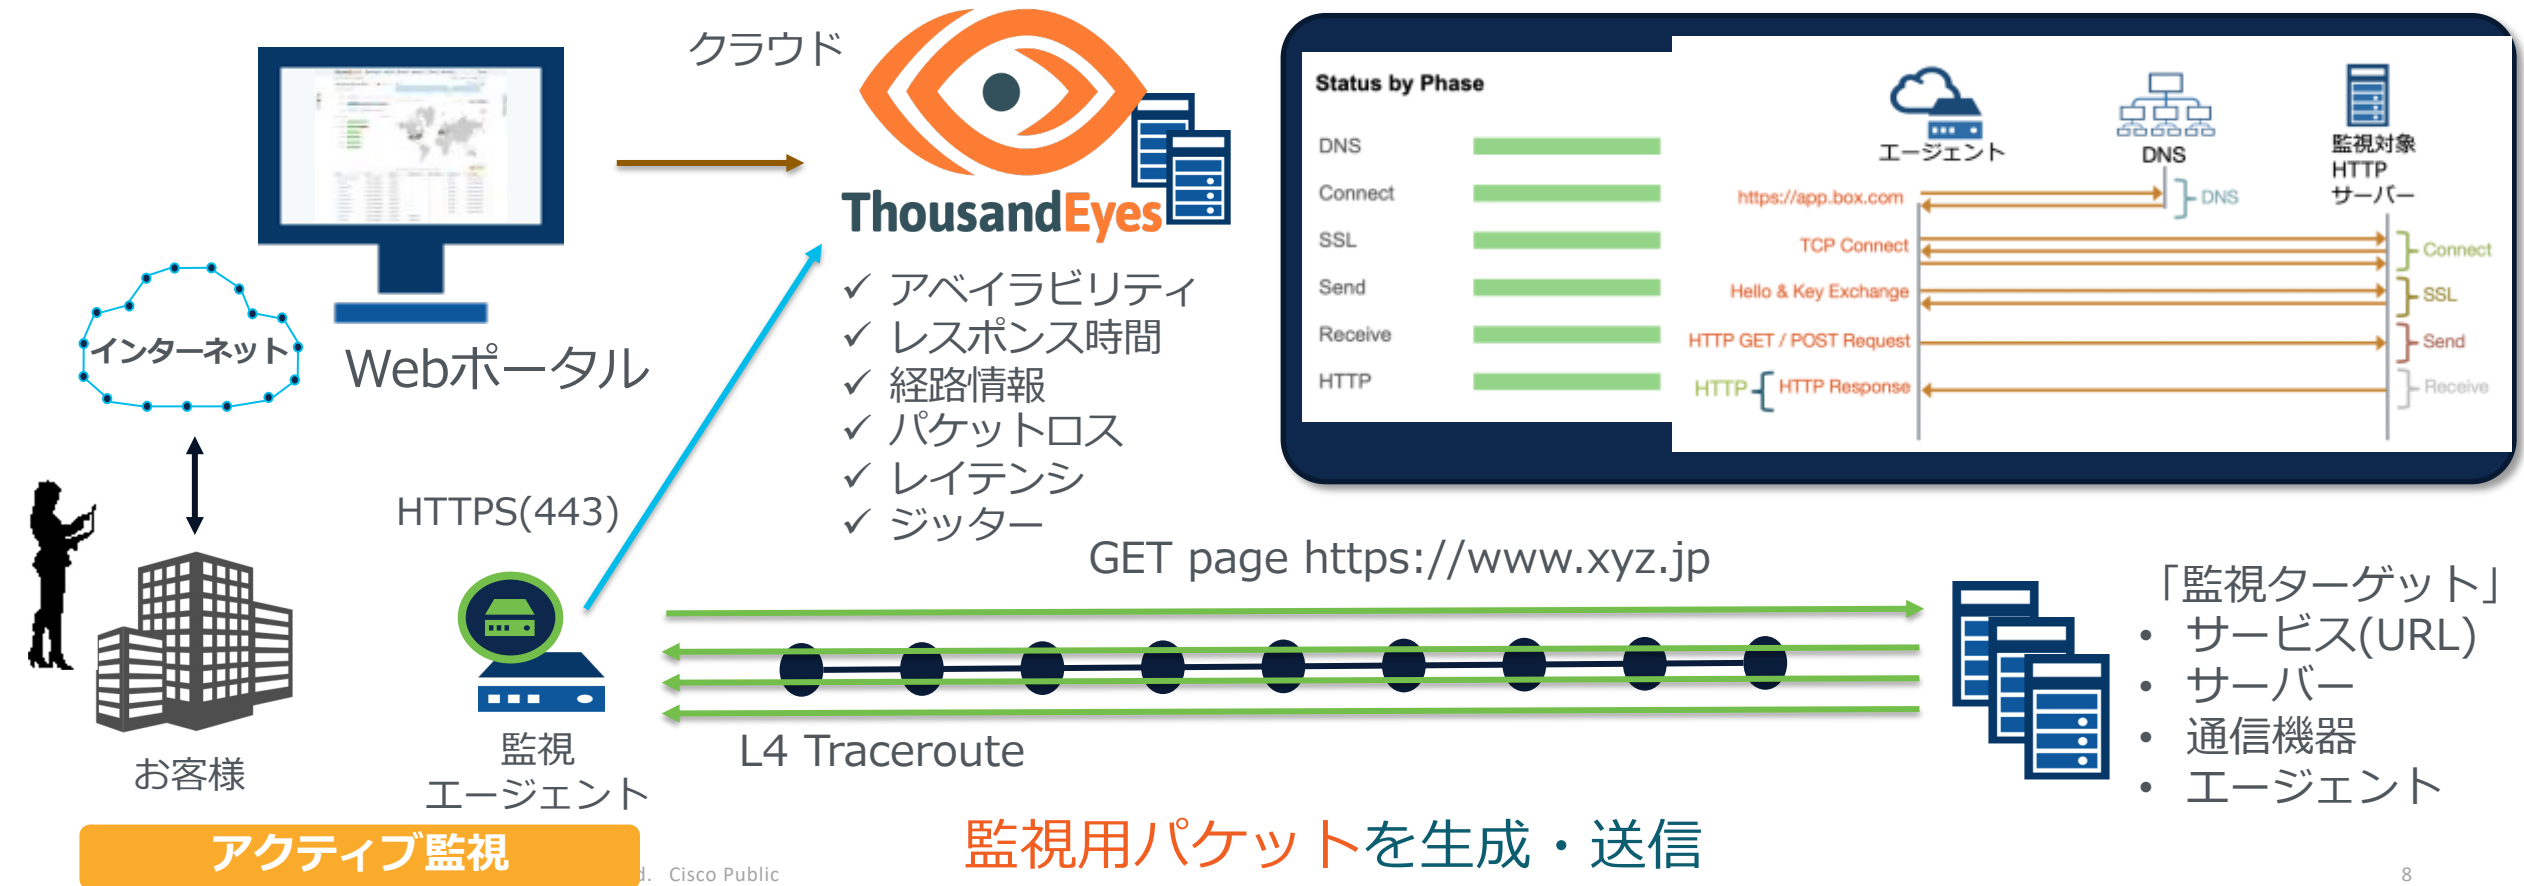 クラウド
ThousandEyes
インターネット
Webポータル
✓ アベイラビリティ
✓ レスポンス時間
✓ 経路情報
✓ パケットロス
✓ レイテンシ
✓ ジッター
Status by Phase
DNS
Connect
SSL
Send
Receive
HTTP
エージェント
DNS
監視対象
HTTP
サーバー
https://app.box.com
DNS
TCP Connect
Connect
Hello & Key Exchange
SSL
HTTP GET / POST Request
Send
HTTP
HTTP Response
Receive
HTTPS(443)
GET page https://www.xyz.jp
L4 Traceroute
お客様
監視
エージェント
「監視ターゲット」
• サービス(URL)
• サーバー
• 通信機器
• エージェント
アクティブ監視
監視用パケットを生成・送信
d. Cisco Public
8